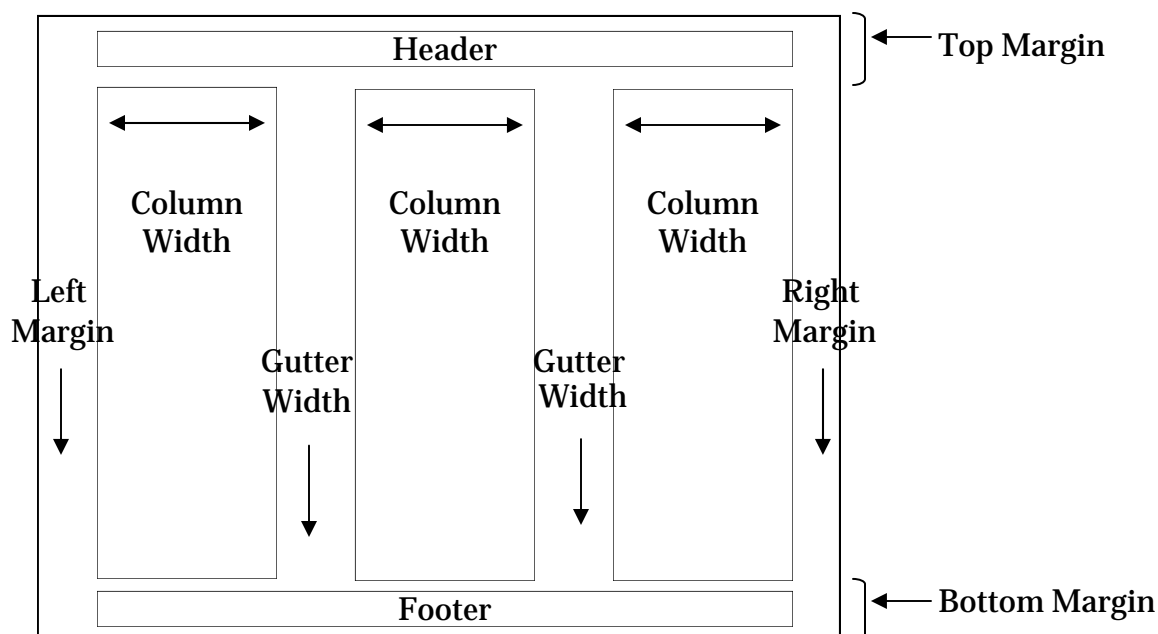 Header
Top Margin
Column
Width
Column
Width
Column
Width
Left
Margin
Right
Margin
Gutter
Width
Gutter
Width
Footer
Bottom Margin